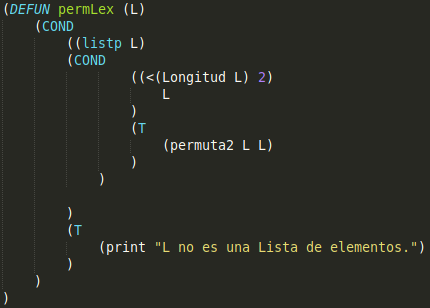 (DEFUN permLex (L)
(COND
((listp L)
(COND
((<(Longitud L) 2)
L
)
(T
(permuta2 L L)
)
)
)
(T
(print "L no es una Lista de elementos.")
)
)
)